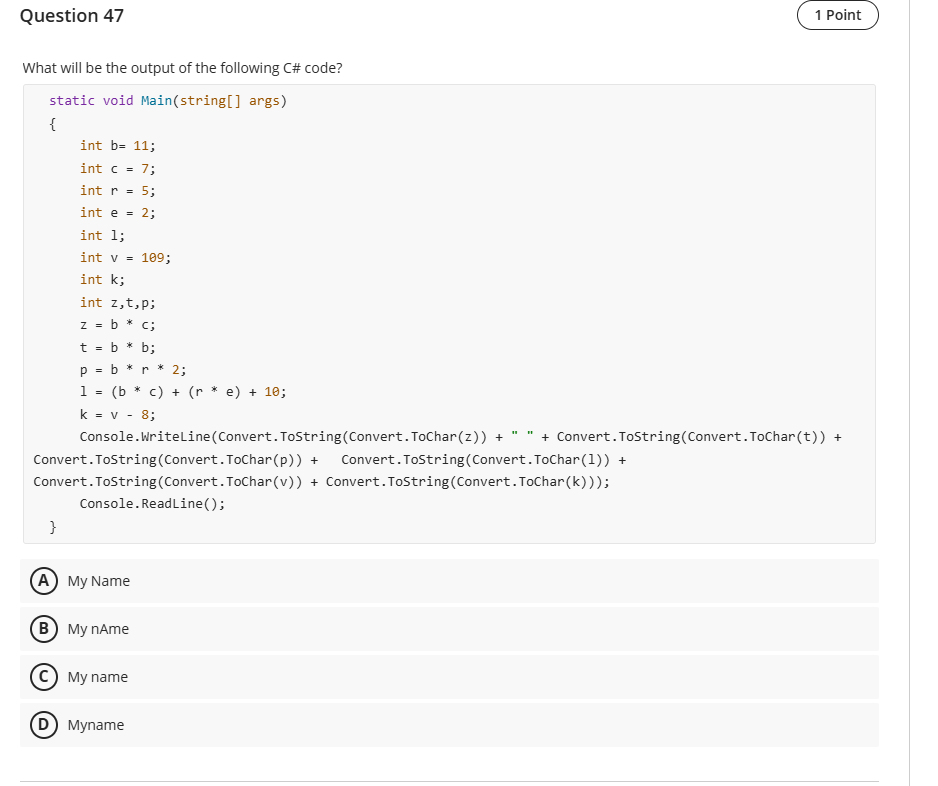 Question 47
1 Point
What will be the output of the following C# code?
static void Main(string[] args)
{
int b= 11;
int c = 7;
int r = 5;
int e = 2;
int l;
int v = 109;
int k;
int z,t,p;
z = b * c;
t = b * b;
p = b * r * 2;
l = (b * c) + (r * e) + 10;
k = v - 8;
Console.WriteLine(Convert.ToString(Convert.ToChar(z)) + " " + Convert.ToString(Convert.ToChar(t)) +
Convert.ToString(Convert.ToChar(p)) +   Convert.ToString(Convert.ToChar(l)) +
Convert.ToString(Convert.ToChar(v)) + Convert.ToString(Convert.ToChar(k)));
Console.ReadLine();
}
A My Name
B My nAme
C My name
D Myname